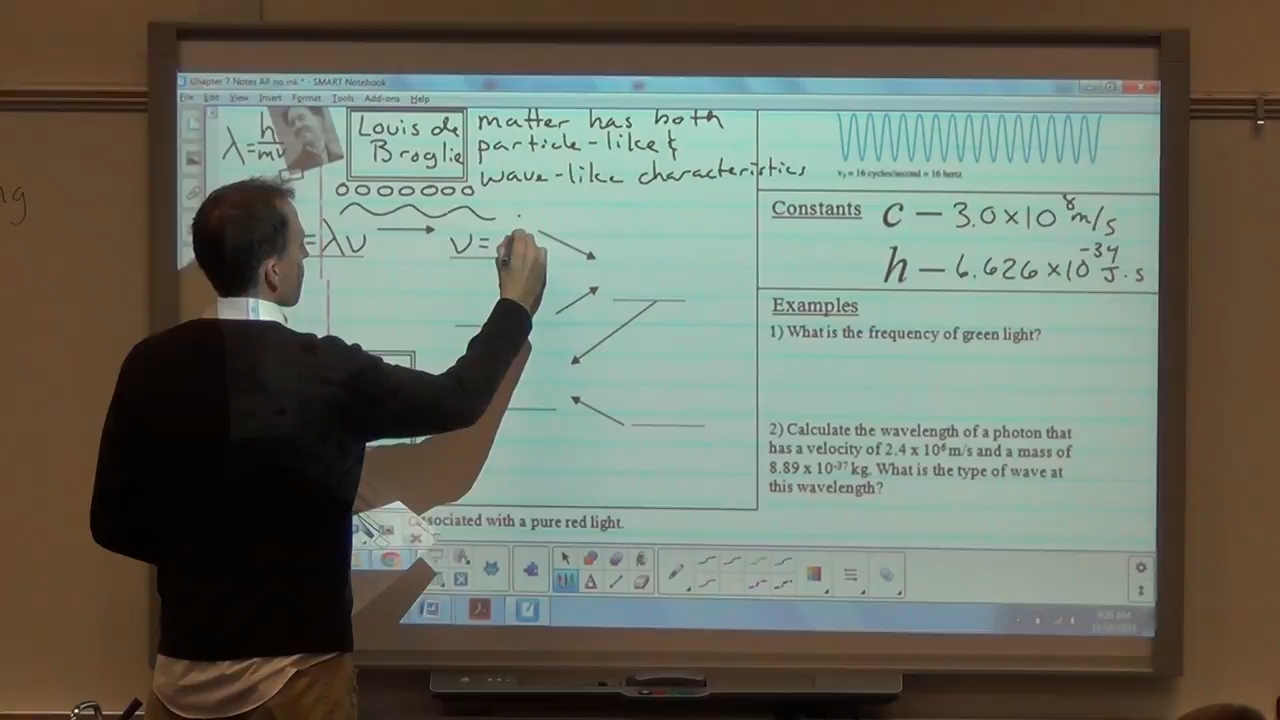 Chapter 7 Notes AP no ink * - SMART Notebook
File Edit View Insert Format Tools Add-ons Help
λ = h/mv
Louis de
Broglie
matter has both
particle-like &
wave-like characteristics
= λν
ν =
ν₃ = 16 cycles/second = 16 hertz
Constants
c – 3.0 x 10⁸ m/s
h – 6.626 x 10⁻³⁴ J·s
Examples
1) What is the frequency of green light?
2) Calculate the wavelength of a photon that
has a velocity of 2.4 x 10⁶ m/s and a mass of
8.89 x 10⁻³⁷ kg. What is the type of wave at
this wavelength?
ssociated with a pure red light.
ng